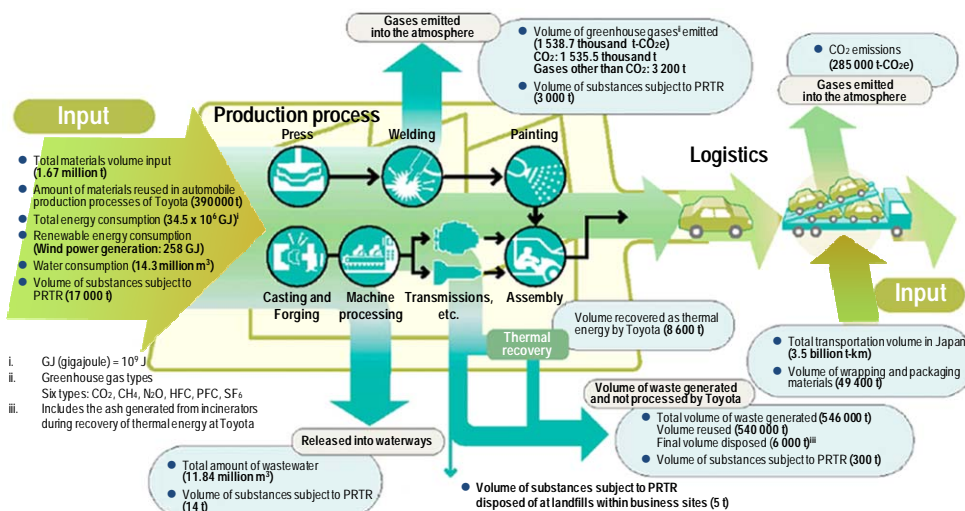 Gases emitted
into the atmosphere
Volume of greenhouse gasesⁱⁱ emitted
(1 538.7 thousand t-CO₂e)
CO₂: 1 535.5 thousand t
Gases other than CO₂: 3 200 t
Volume of substances subject to PRTR
(3 000 t)
CO₂ emissions
(285 000 t-CO₂e)
Gases emitted
into the atmosphere
Input
Total materials volume input
(1.67 million t)
Amount of materials reused in automobile
production processes of Toyota (390000 t)
Total energy consumption (34.5 x 10⁶ GJ)ⁱ
Renewable energy consumption
(Wind power generation: 258 GJ)
Water consumption (14.3 million m³)
Volume of substances subject to
PRTR (17 000 t)
Production process
Press
Welding
Painting
Casting and
Forging
Machine
processing
Transmissions,
etc.
Assembly
Logistics
Input
Total transportation volume in Japan
(3.5 billion t-km)
Volume of wrapping and packaging
materials (49 400 t)
Thermal
recovery
Volume recovered as thermal
energy by Toyota (8 600 t)
Volume of waste generated
and not processed by Toyota
Total volume of waste generated (546 000 t)
Volume reused (540 000 t)
Final volume disposed (6 000 t)ⁱⁱⁱ
Volume of substances subject to PRTR (300 t)
i. GJ (gigajoule) = 10⁹ J
ii. Greenhouse gas types
Six types: CO₂, CH₄, N₂O, HFC, PFC, SF₆
iii. Includes the ash generated from incinerators
during recovery of thermal energy at Toyota
Released into waterways
Total amount of wastewater
(11.84 million m³)
Volume of substances subject to PRTR
(14 t)
Volume of substances subject to PRTR
disposed of at landfills within business sites (5 t)